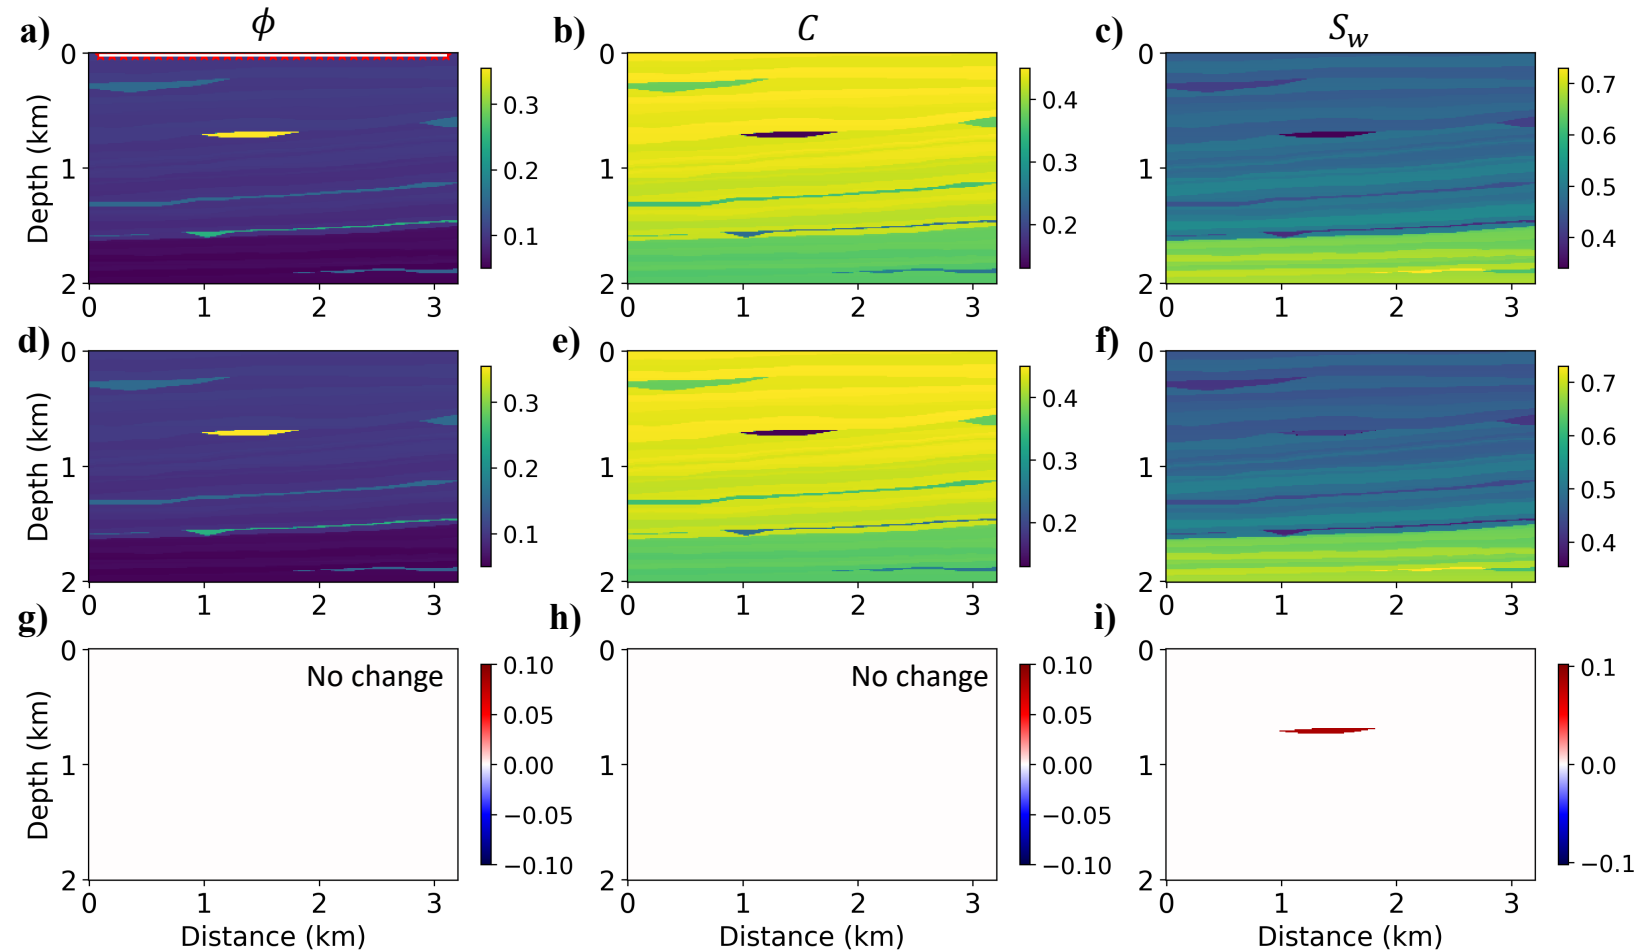 a) ϕ b) C c) S_w
0 0 0
0.3 0.4 0.7
0.6
Depth (km) 1 0.2 1 0.3 1 0.5
0.1 0.2 0.4
2 2 2
0 1 2 3 0 1 2 3 0 1 2 3
d) e) f)
0 0 0
0.3 0.4 0.7
0.6
Depth (km) 1 0.2 1 0.3 1 0.5
0.1 0.2 0.4
2 2 2
0 1 2 3 0 1 2 3 0 1 2 3
g) h) i)
0 No change 0.10 0 No change 0.10 0 0.1
0.05 0.05
Depth (km) 1 0.00 1 0.00 1 0.0
−0.05 −0.05
2 −0.10 2 −0.10 2 −0.1
0 1 2 3 0 1 2 3 0 1 2 3
Distance (km) Distance (km) Distance (km)